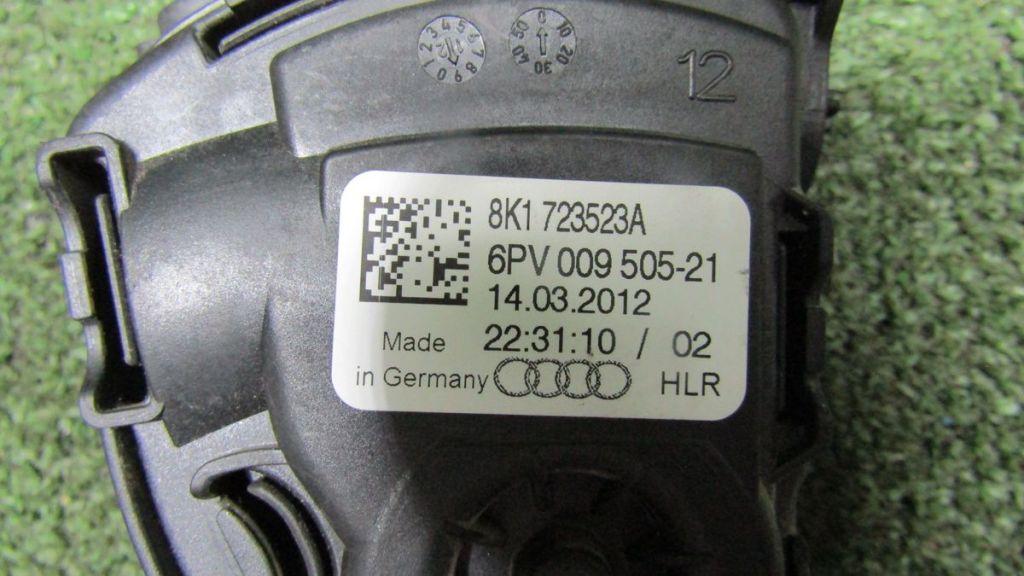 12
8K1 723523A
6PV 009 505-21
14.03.2012
Made 22:31:10 / 02
in Germany HLR